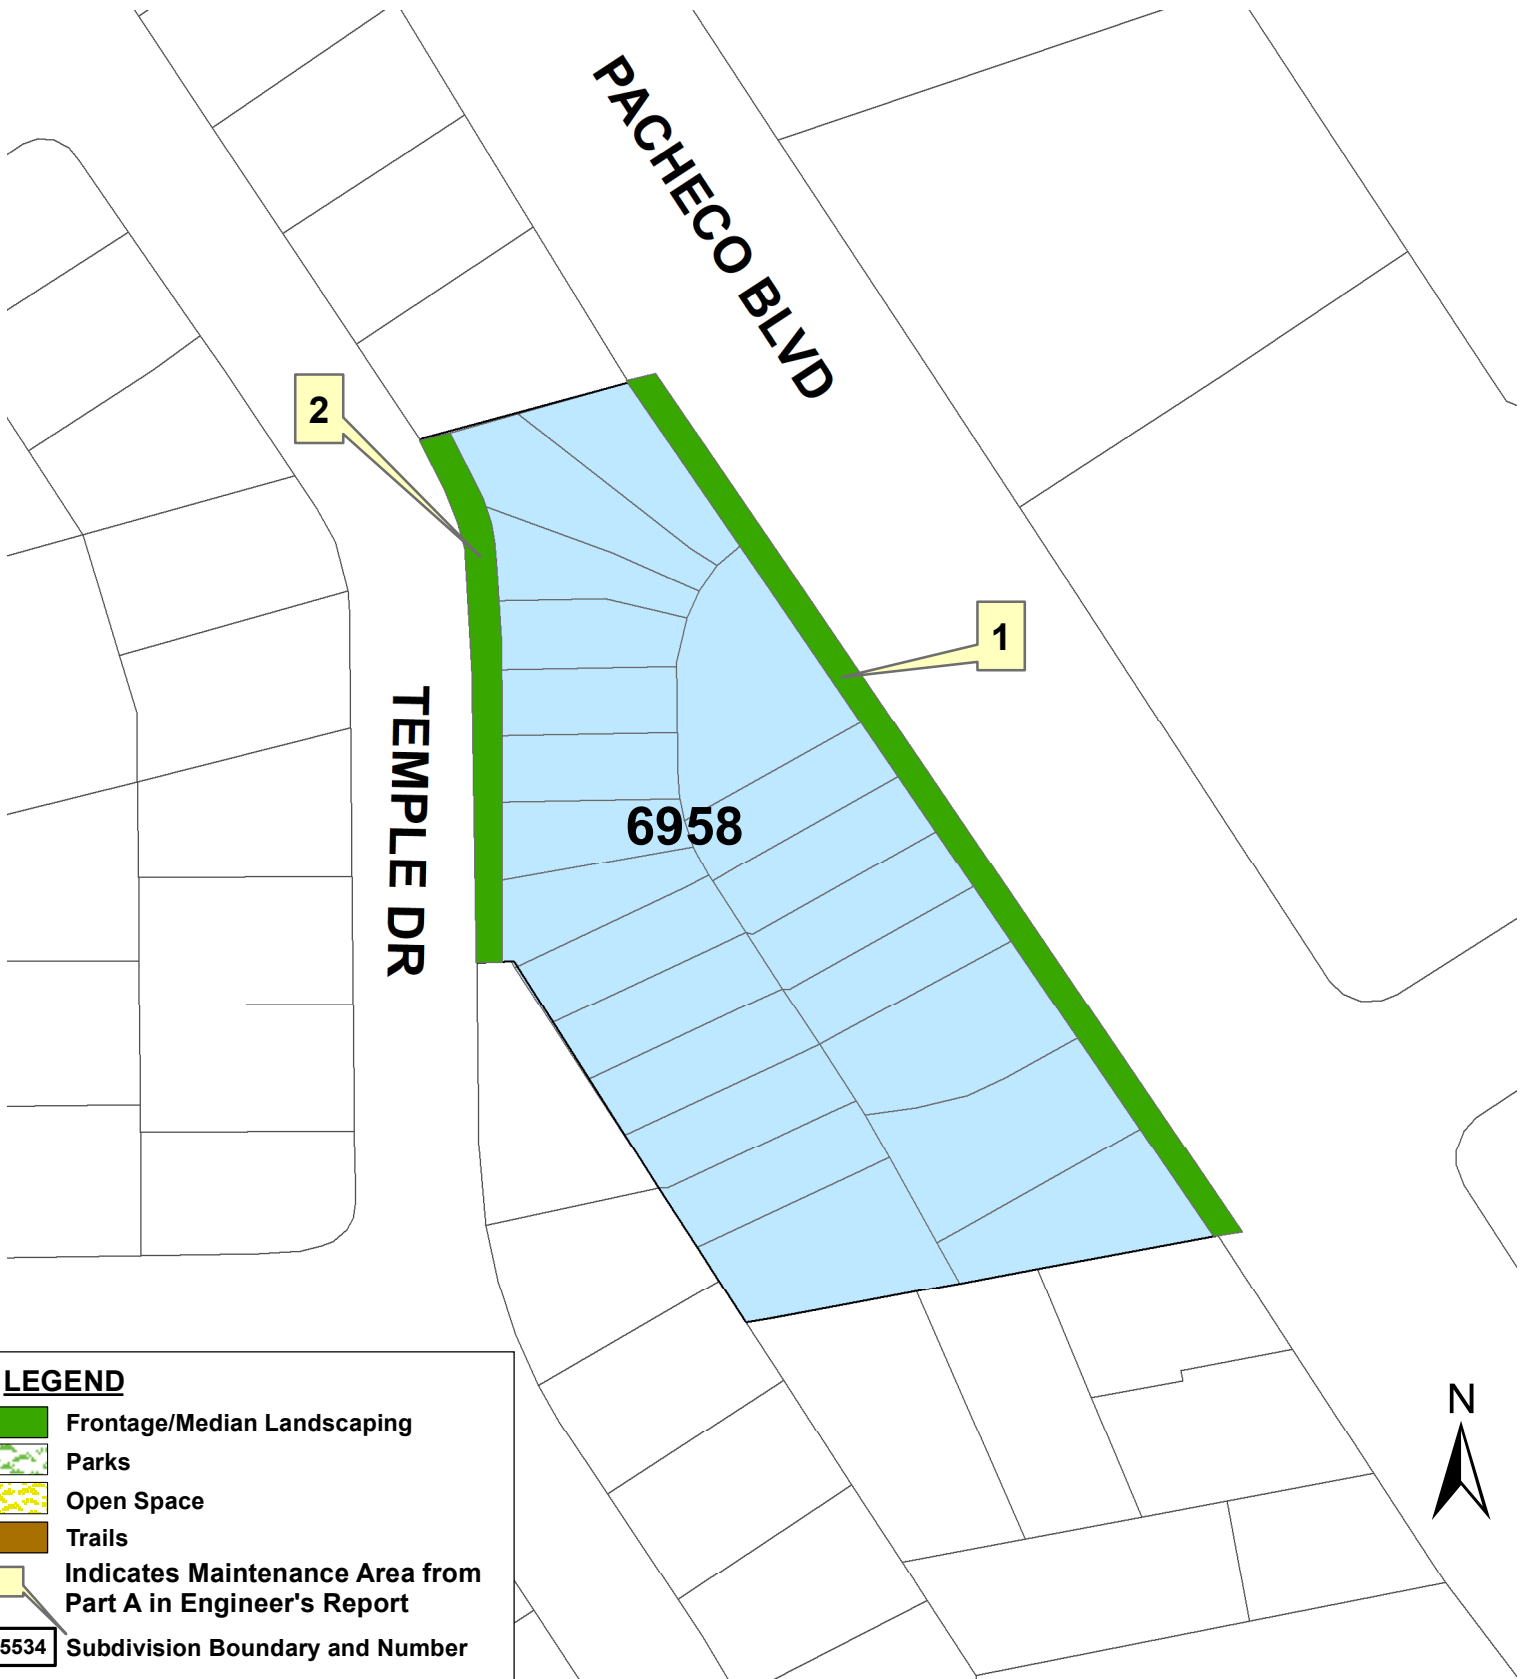 PACHECO BLVD
2
1
TEMPLE DR
6958
LEGEND
Frontage/Median Landscaping
Parks
Open Space
Trails
Indicates Maintenance Area from
Part A in Engineer's Report
5534 Subdivision Boundary and Number
N